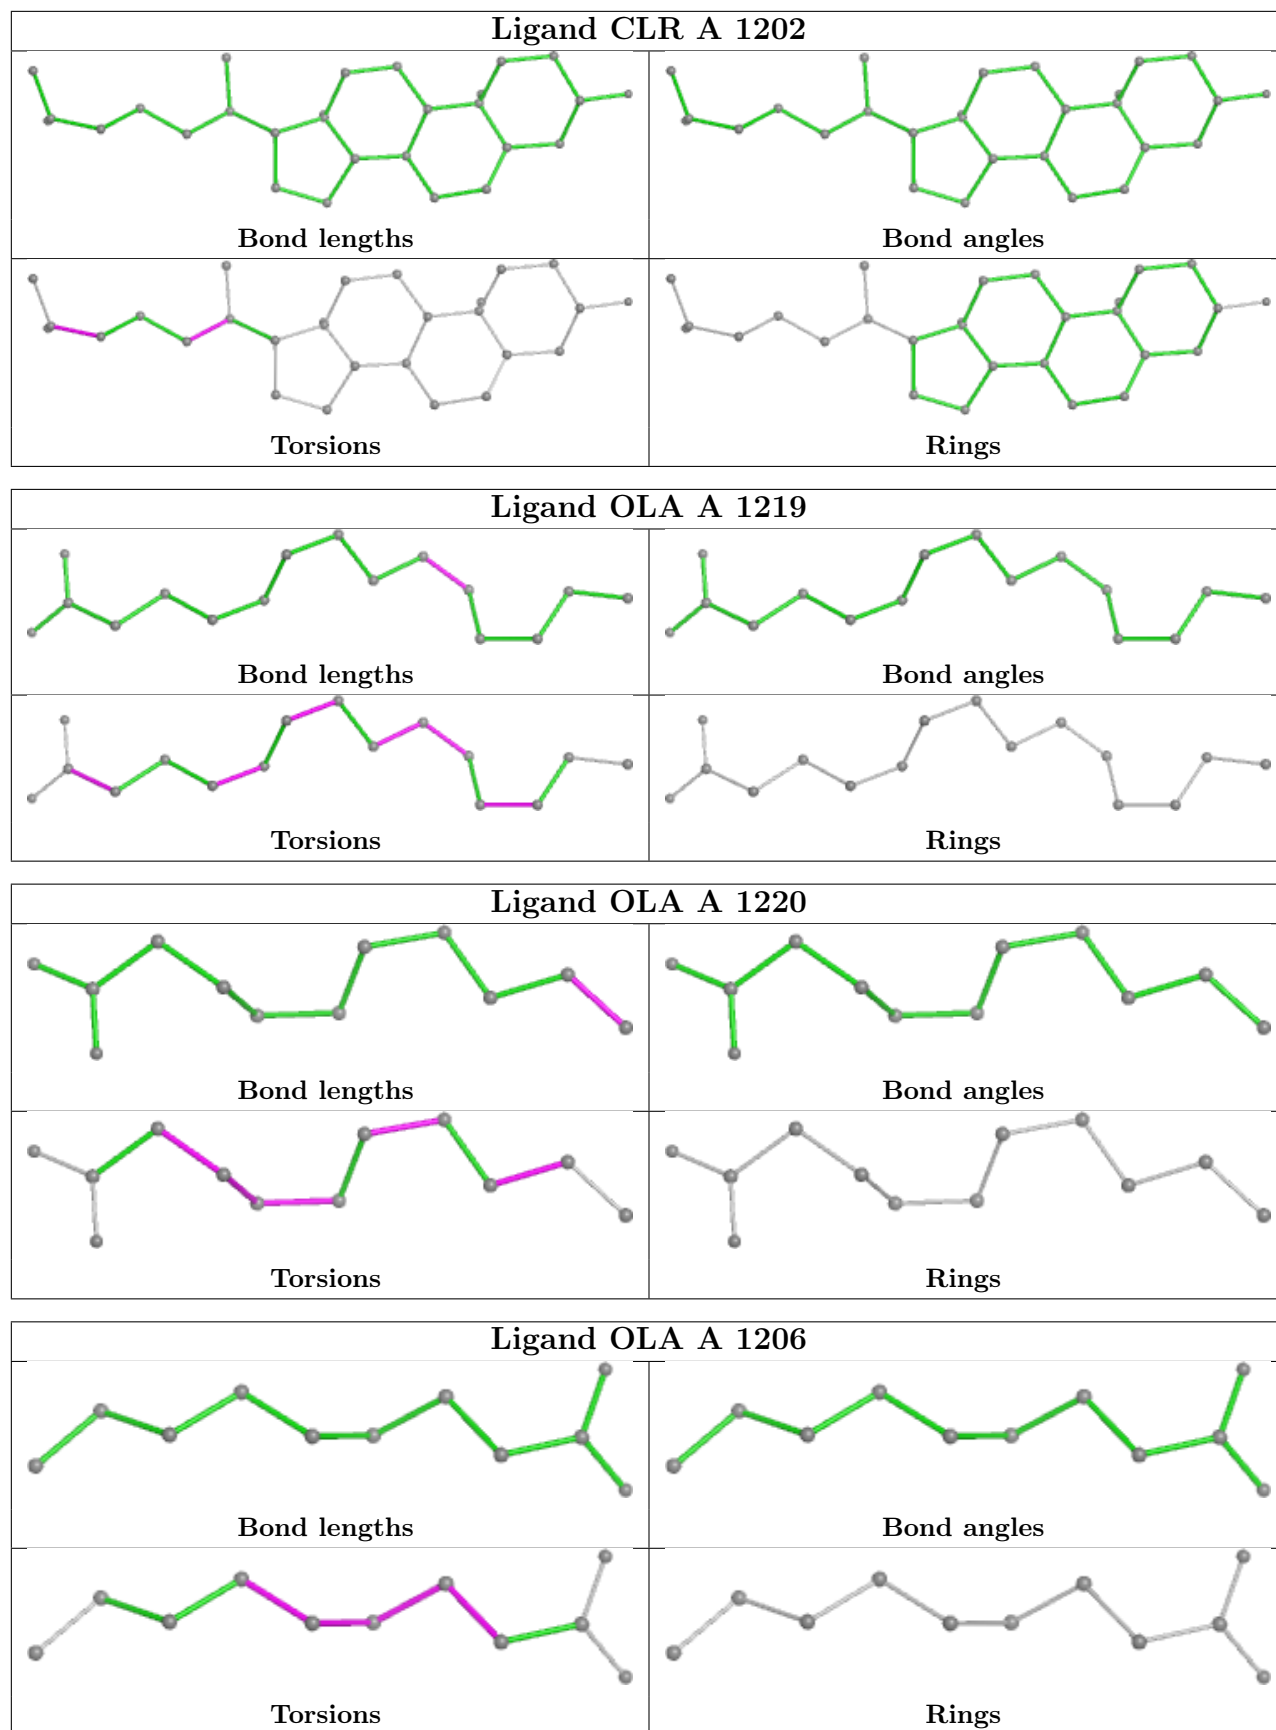 Ligand CLR A 1202
Bond lengths
Bond angles
Torsions
Rings
Ligand OLA A 1219
Bond lengths
Bond angles
Torsions
Rings
Ligand OLA A 1220
Bond lengths
Bond angles
Torsions
Rings
Ligand OLA A 1206
Bond lengths
Bond angles
Torsions
Rings